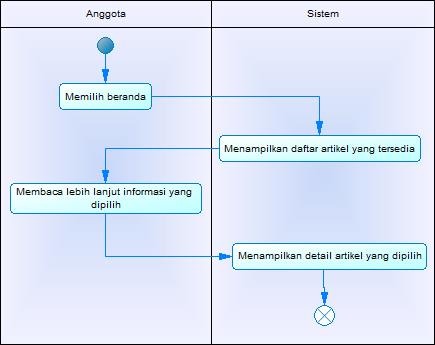 Anggota
Sistem
Memilih beranda
Menampilkan daftar artikel yang tersedia
Membaca lebih lanjut informasi yang
dipilih
Menampilkan detail artikel yang dipilih